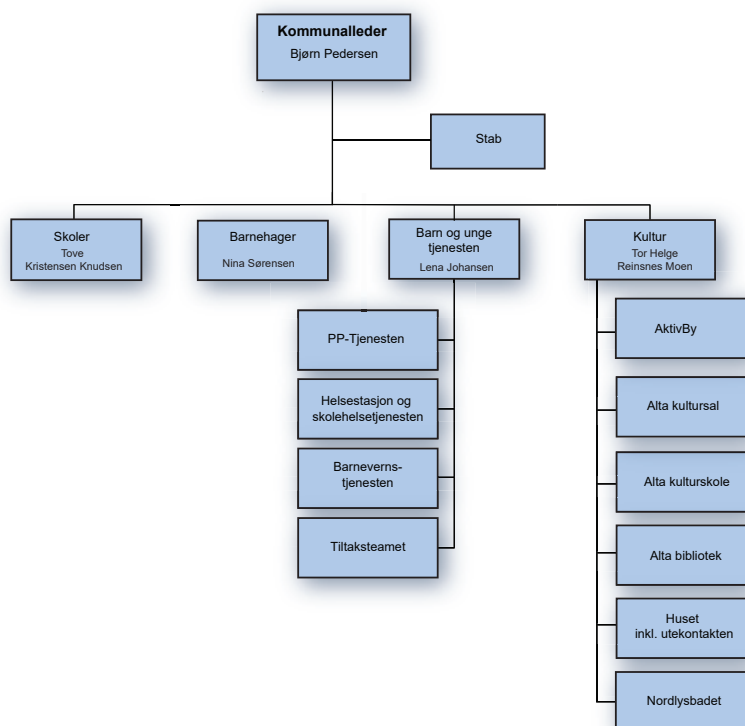 Kommunalleder
Bjørn Pedersen
Stab
Skoler
Tove
Kristensen Knudsen
Barnehager
Nina Sørensen
Barn og unge
tjenesten
Lena Johansen
Kultur
Tor Helge
Reinsnes Moen
PP-Tjenesten
Helsestasjon og
skolehelsetjenesten
Barneverns-
tjenesten
Tiltaksteamet
AktivBy
Alta kultursal
Alta kulturskole
Alta bibliotek
Huset
inkl. utekontakten
Nordlysbadet